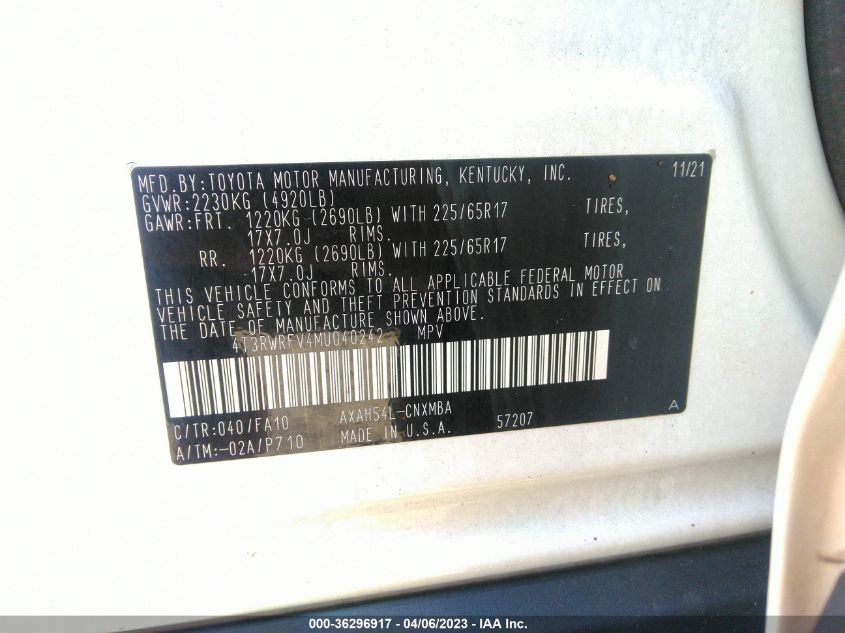 MFD.BY:TOYOTA MOTOR MANUFACTURING, KENTUCKY, INC. 11/21
GVWR:2230KG (4920LB)
GAWR:FRT. 1220KG (2690LB) WITH 225/65R17 TIRES,
17X7.0J RIMS.
RR. 1220KG (2690LB) WITH 225/65R17 TIRES,
17X7.0J RIMS.
THIS VEHICLE CONFORMS TO ALL APPLICABLE FEDERAL MOTOR
VEHICLE SAFETY AND THEFT PREVENTION STANDARDS IN EFFECT ON
THE DATE OF MANUFACTURE SHOWN ABOVE.
4T3RWRFV4MU040242 MPV
C/TR:040/FA10 AXAH54L-CNXMBA A
A/TM:-02A/P710 MADE IN U.S.A. 57207
000-36296917 - 04/06/2023 - IAA Inc.